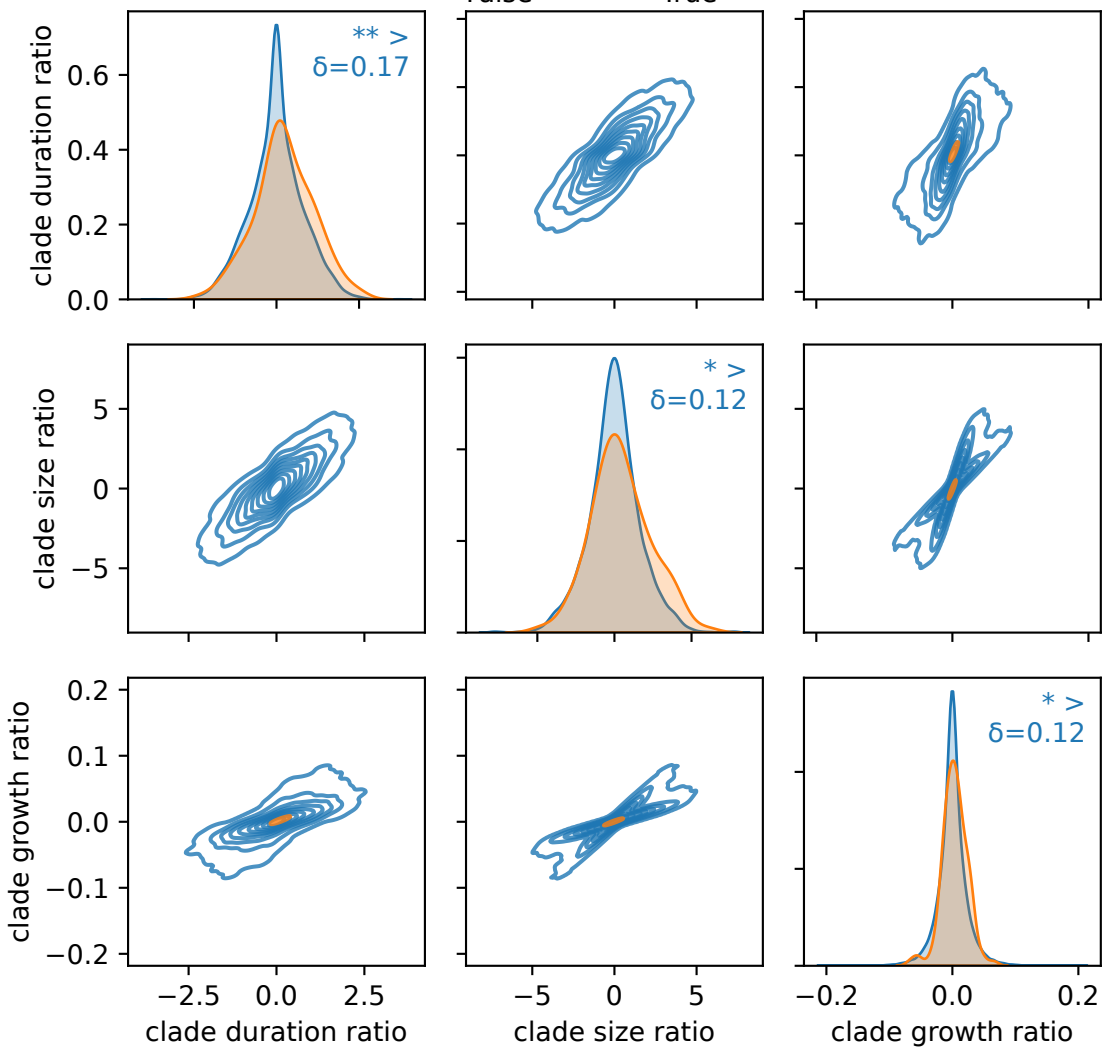 clade duration ratio
0.6
0.4
0.2
0.0
** >
δ=0.17
clade size ratio
5
0
−5
* >
δ=0.12
clade growth ratio
0.2
0.1
0.0
−0.1
−0.2
* >
δ=0.12
−2.5 0.0 2.5
−5 0 5
−0.2 0.0 0.2
clade duration ratio
clade size ratio
clade growth ratio